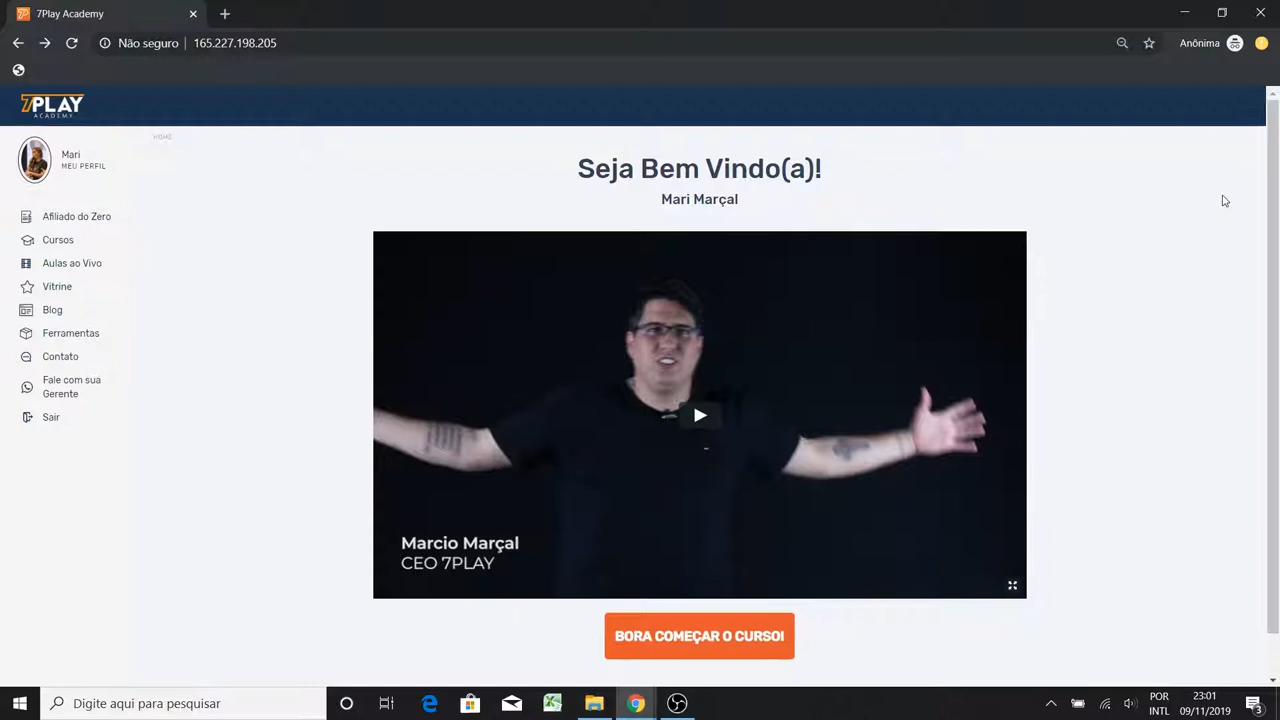 7Play Academy
Não seguro
165.227.198.205
Anônima
7PLAY
ACADEMY
Mari
MEU PERFIL
HOME
Afiliado do Zero
Cursos
Aulas ao Vivo
Vitrine
Blog
Ferramentas
Contato
Fale com sua
Gerente
Sair
Seja Bem Vindo(a)!
Mari Marçal
Marcio Marçal
CEO 7PLAY
BORA COMEÇAR O CURSO!
Digite aqui para pesquisar
POR
INTL
23:01
09/11/2019
3